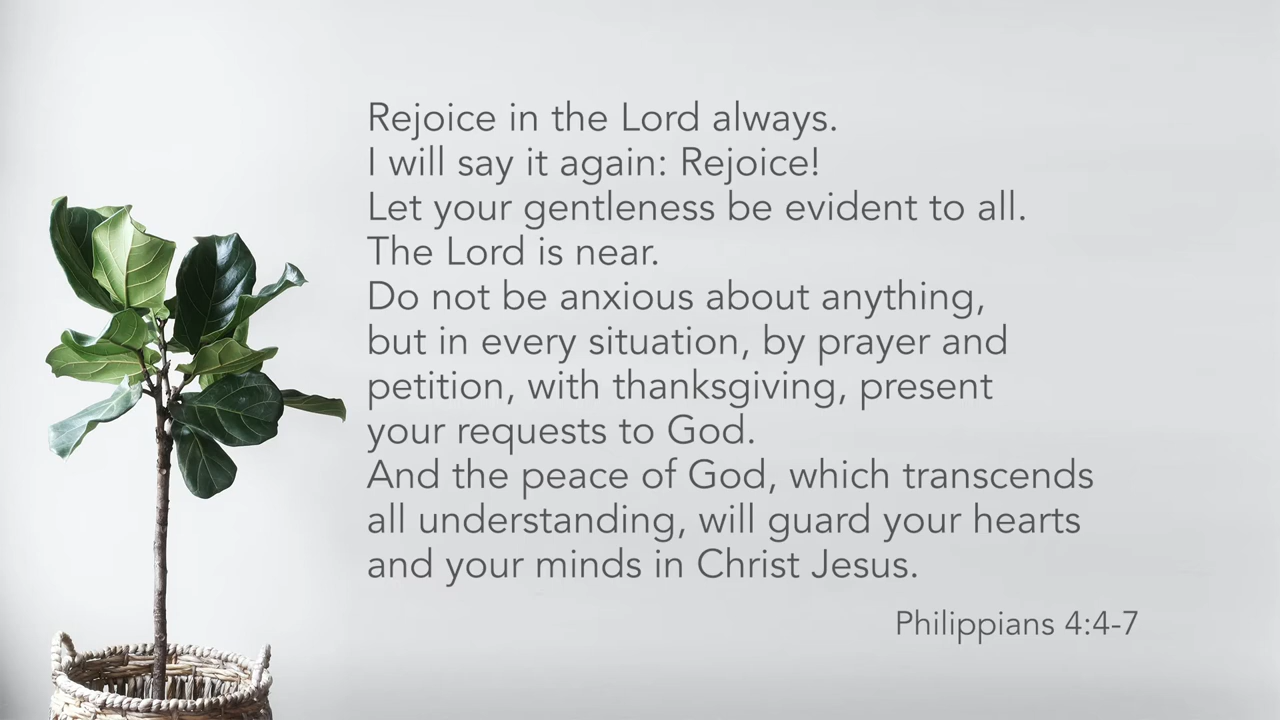 Rejoice in the Lord always.
I will say it again: Rejoice!
Let your gentleness be evident to all.
The Lord is near.
Do not be anxious about anything,
but in every situation, by prayer and
petition, with thanksgiving, present
your requests to God.
And the peace of God, which transcends
all understanding, will guard your hearts
and your minds in Christ Jesus.
Philippians 4:4-7